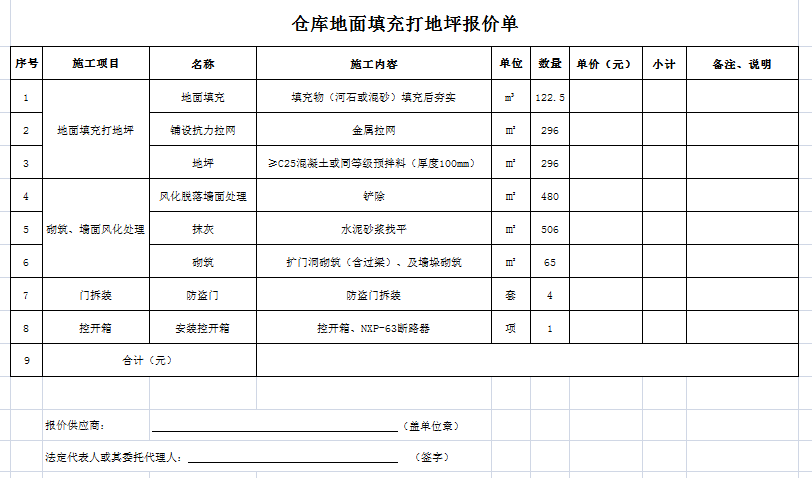 仓库地面填充打地坪报价单
序号 施工项目 名称 施工内容 单位 数量 单价（元） 小计 备注、说明
1 地面填充 填充物（河石或混砂）填充后夯实 m³ 122.5
地面填充打地坪
2 铺设抗力拉网 金属拉网 ㎡ 296
3 地坪 ≥C25混凝土或同等级预拌料（厚度100mm） ㎡ 296
4 风化脱落墙面处理 铲除 ㎡ 480
砌筑、墙面风化处理
5 抹灰 水泥砂浆找平 ㎡ 506
6 砌筑 扩门洞砌筑（含过梁）、及墙垛砌筑 ㎡ 65
7 门拆装 防盗门 防盗门拆装 套 4
8 控开箱 安装控开箱 控开箱、NXP-63断路器 项 1
9 合计（元）
报价供应商： （盖单位章）
法定代表人或其委托代理人： （签字）